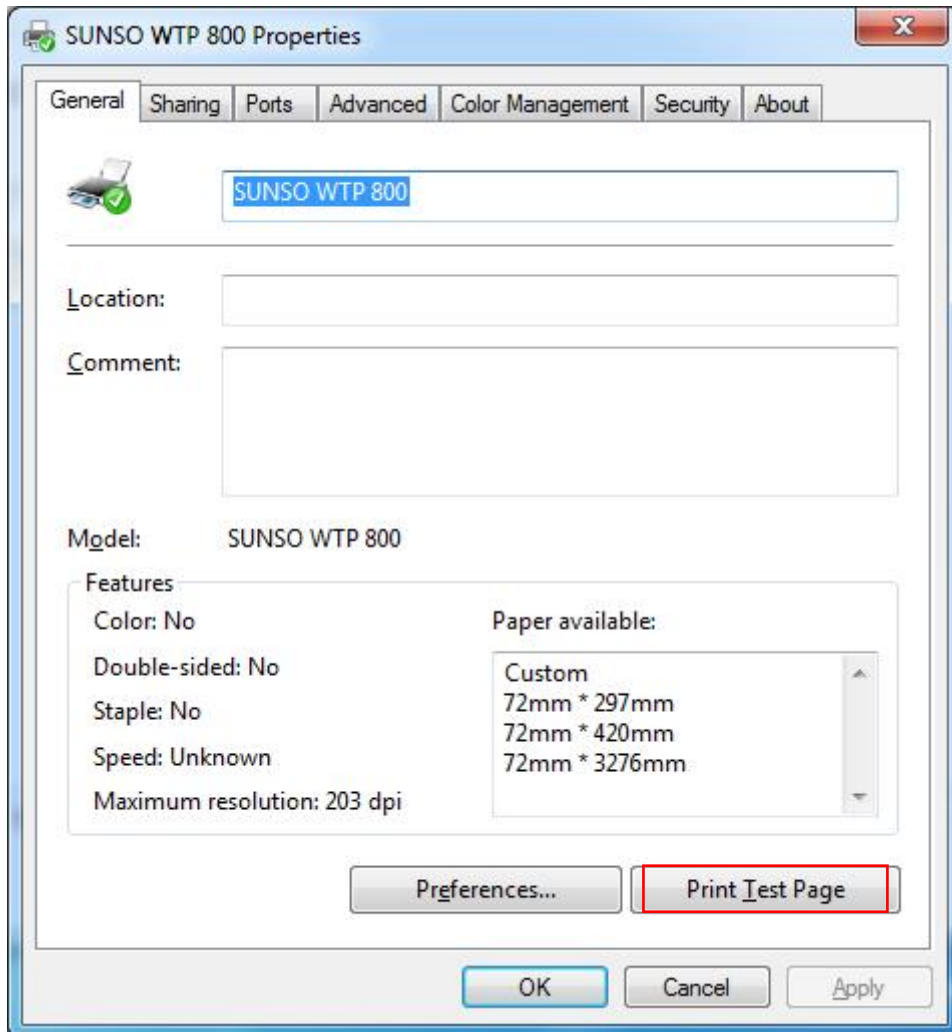 SUNSO WTP 800 Properties
General Sharing Ports Advanced Color Management Security About
SUNSO WTP 800
Location:
Comment:
Model: SUNSO WTP 800
Features
Color: No
Double-sided: No
Staple: No
Speed: Unknown
Maximum resolution: 203 dpi
Paper available:
Custom
72mm * 297mm
72mm * 420mm
72mm * 3276mm
Preferences... Print Test Page
OK Cancel Apply